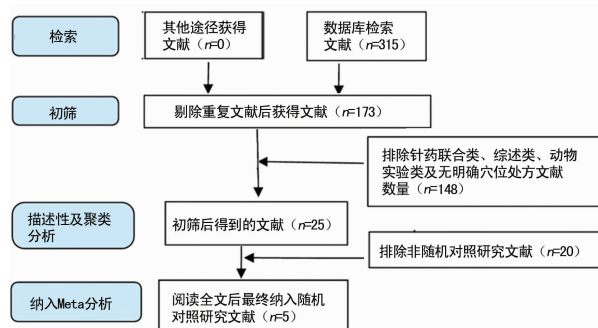 检索
其他途径获得
文献（n=0）
数据库检索
文献（n=315）
初筛
剔除重复文献后获得文献（n=173）
排除针药联合类、综述类、动物
实验类及无明确穴位处方文献
数量（n=148）
描述性及聚类
分析
初筛后得到的文献（n=25）
排除非随机对照研究文献（n=20）
纳入Meta分析
阅读全文后最终纳入随机
对照研究文献（n=5）